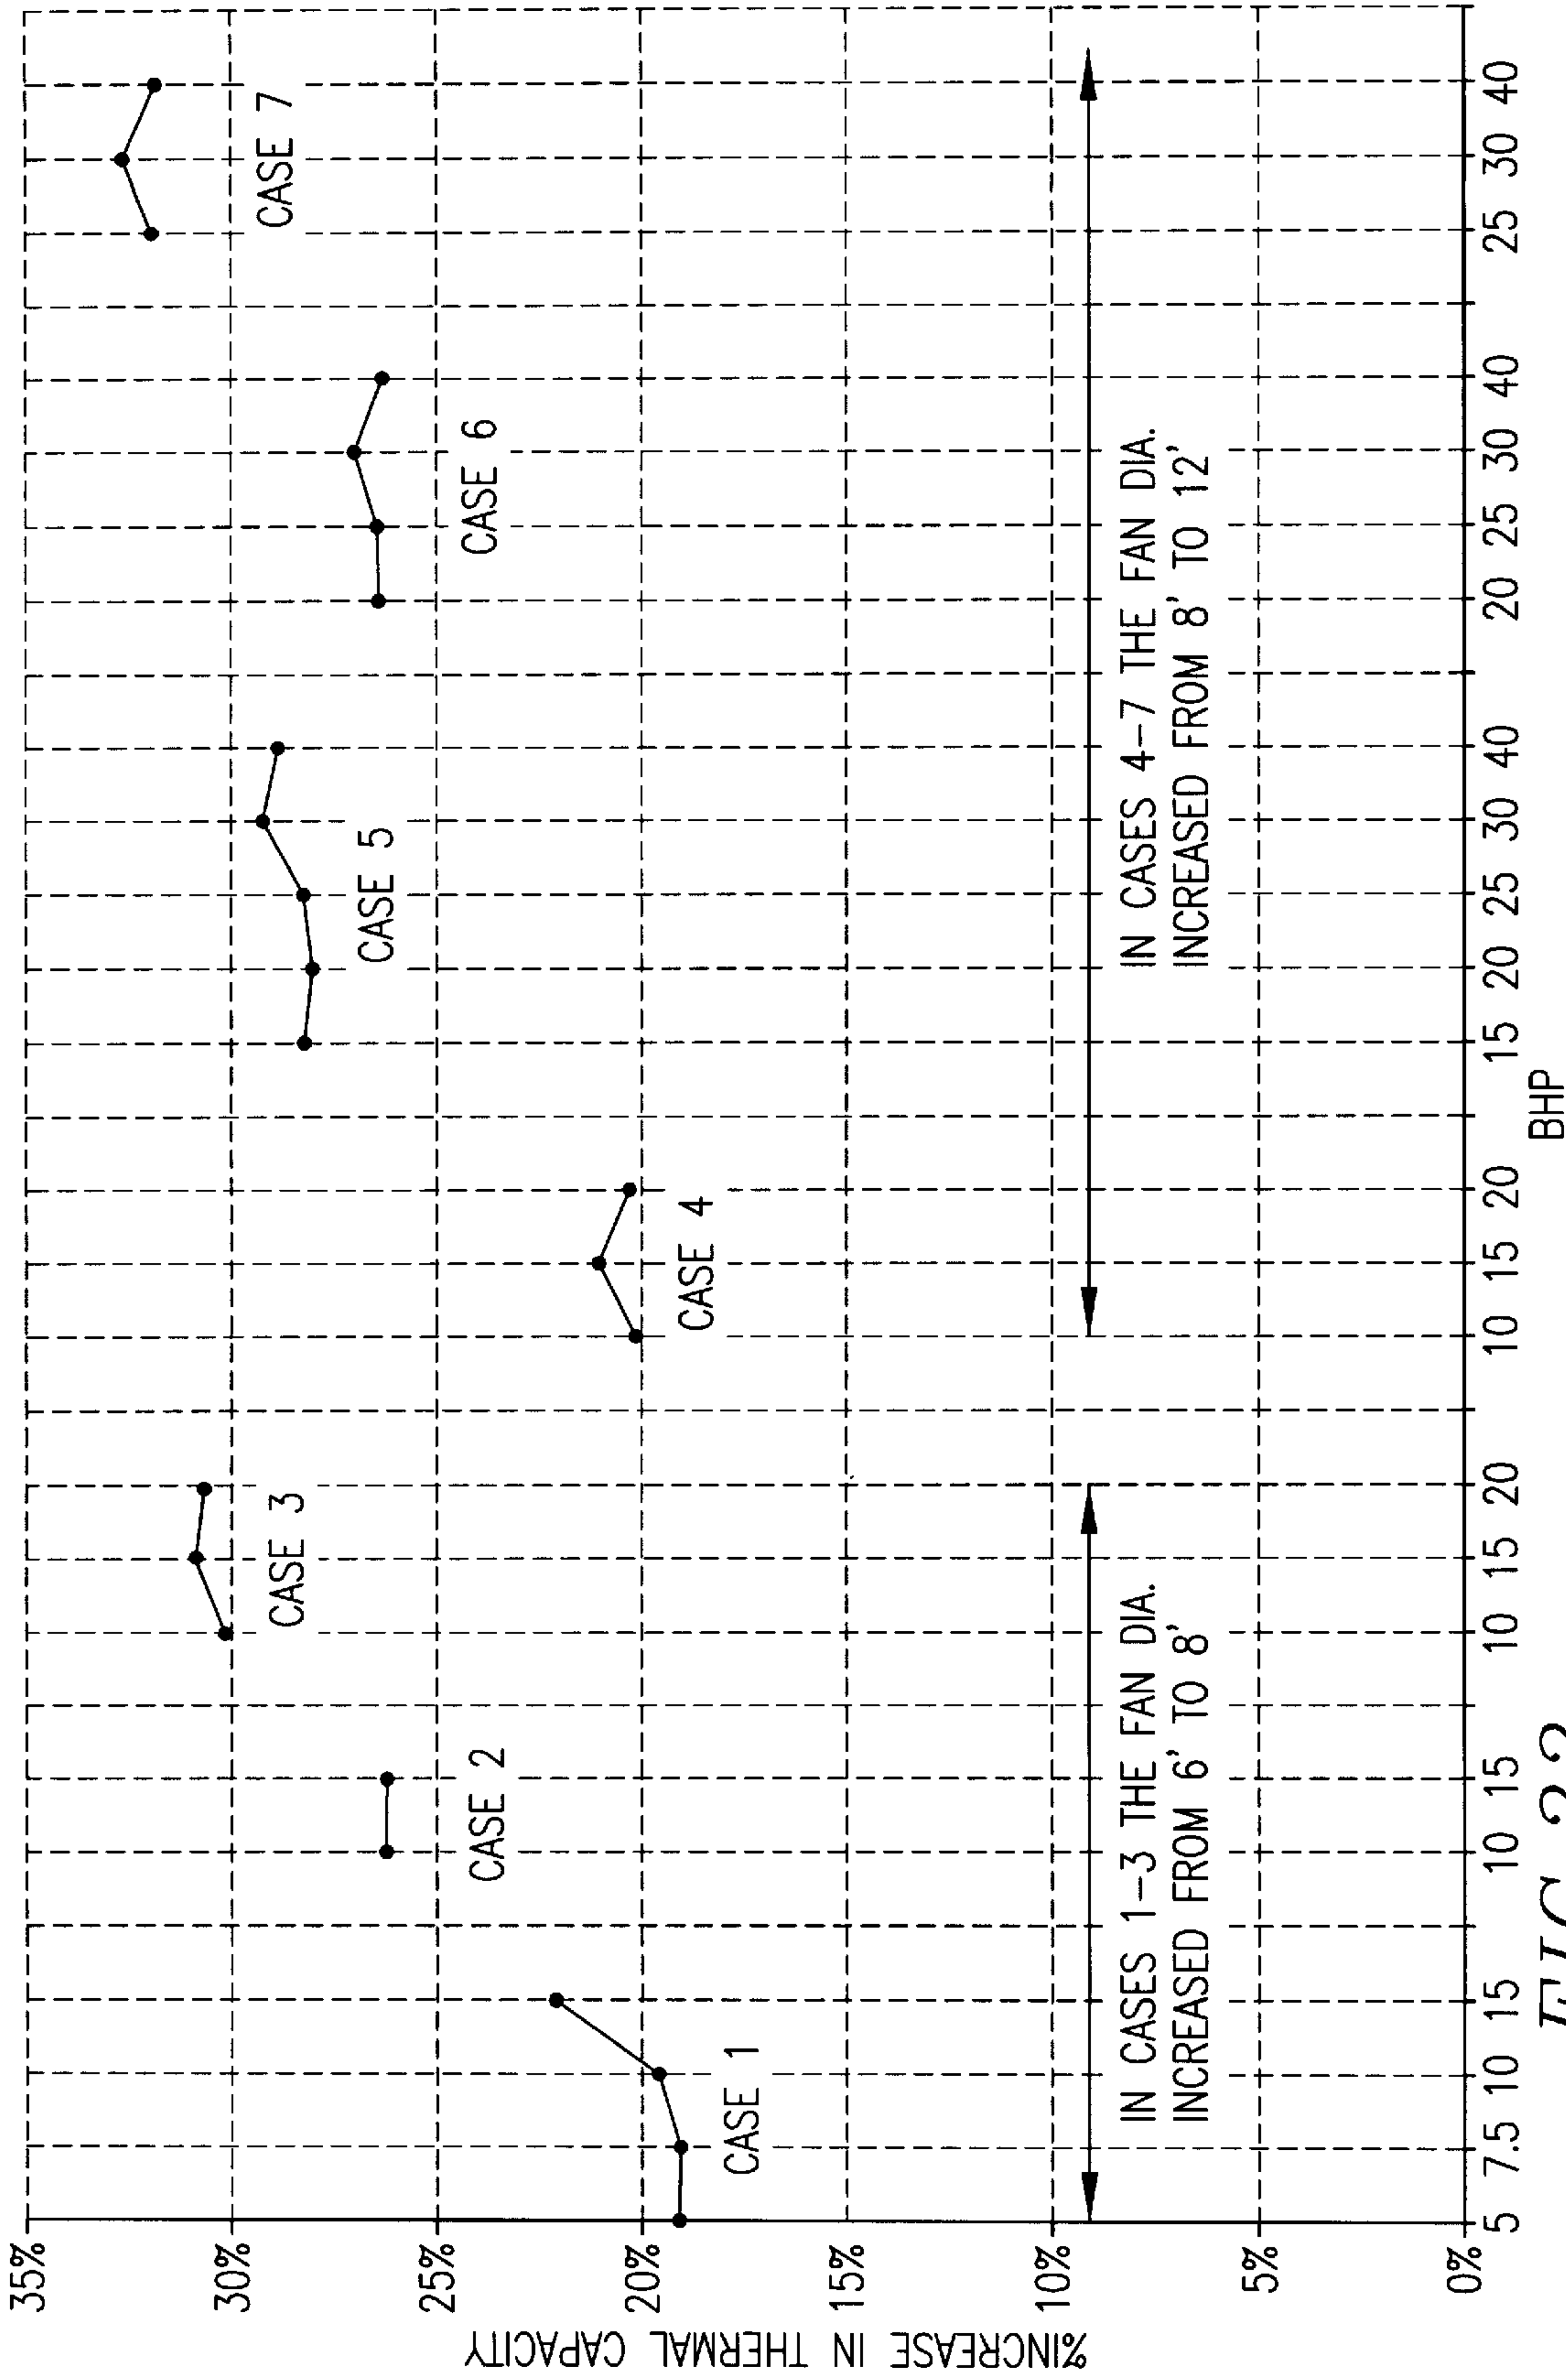 %INCREASE IN THERMAL CAPACITY
35%
30%
25%
20%
15%
10%
5%
0%
CASE 1
CASE 2
CASE 3
CASE 4
CASE 5
CASE 6
CASE 7
IN CASES 1-3 THE FAN DIA.
INCREASED FROM 6' TO 8'
IN CASES 4-7 THE FAN DIA.
INCREASED FROM 8' TO 12'
5 7.5 10 15 10 15 10 15 20 10 15 20 15 20 25 30 40 20 25 30 40 25 30 40
BHP
FIG.